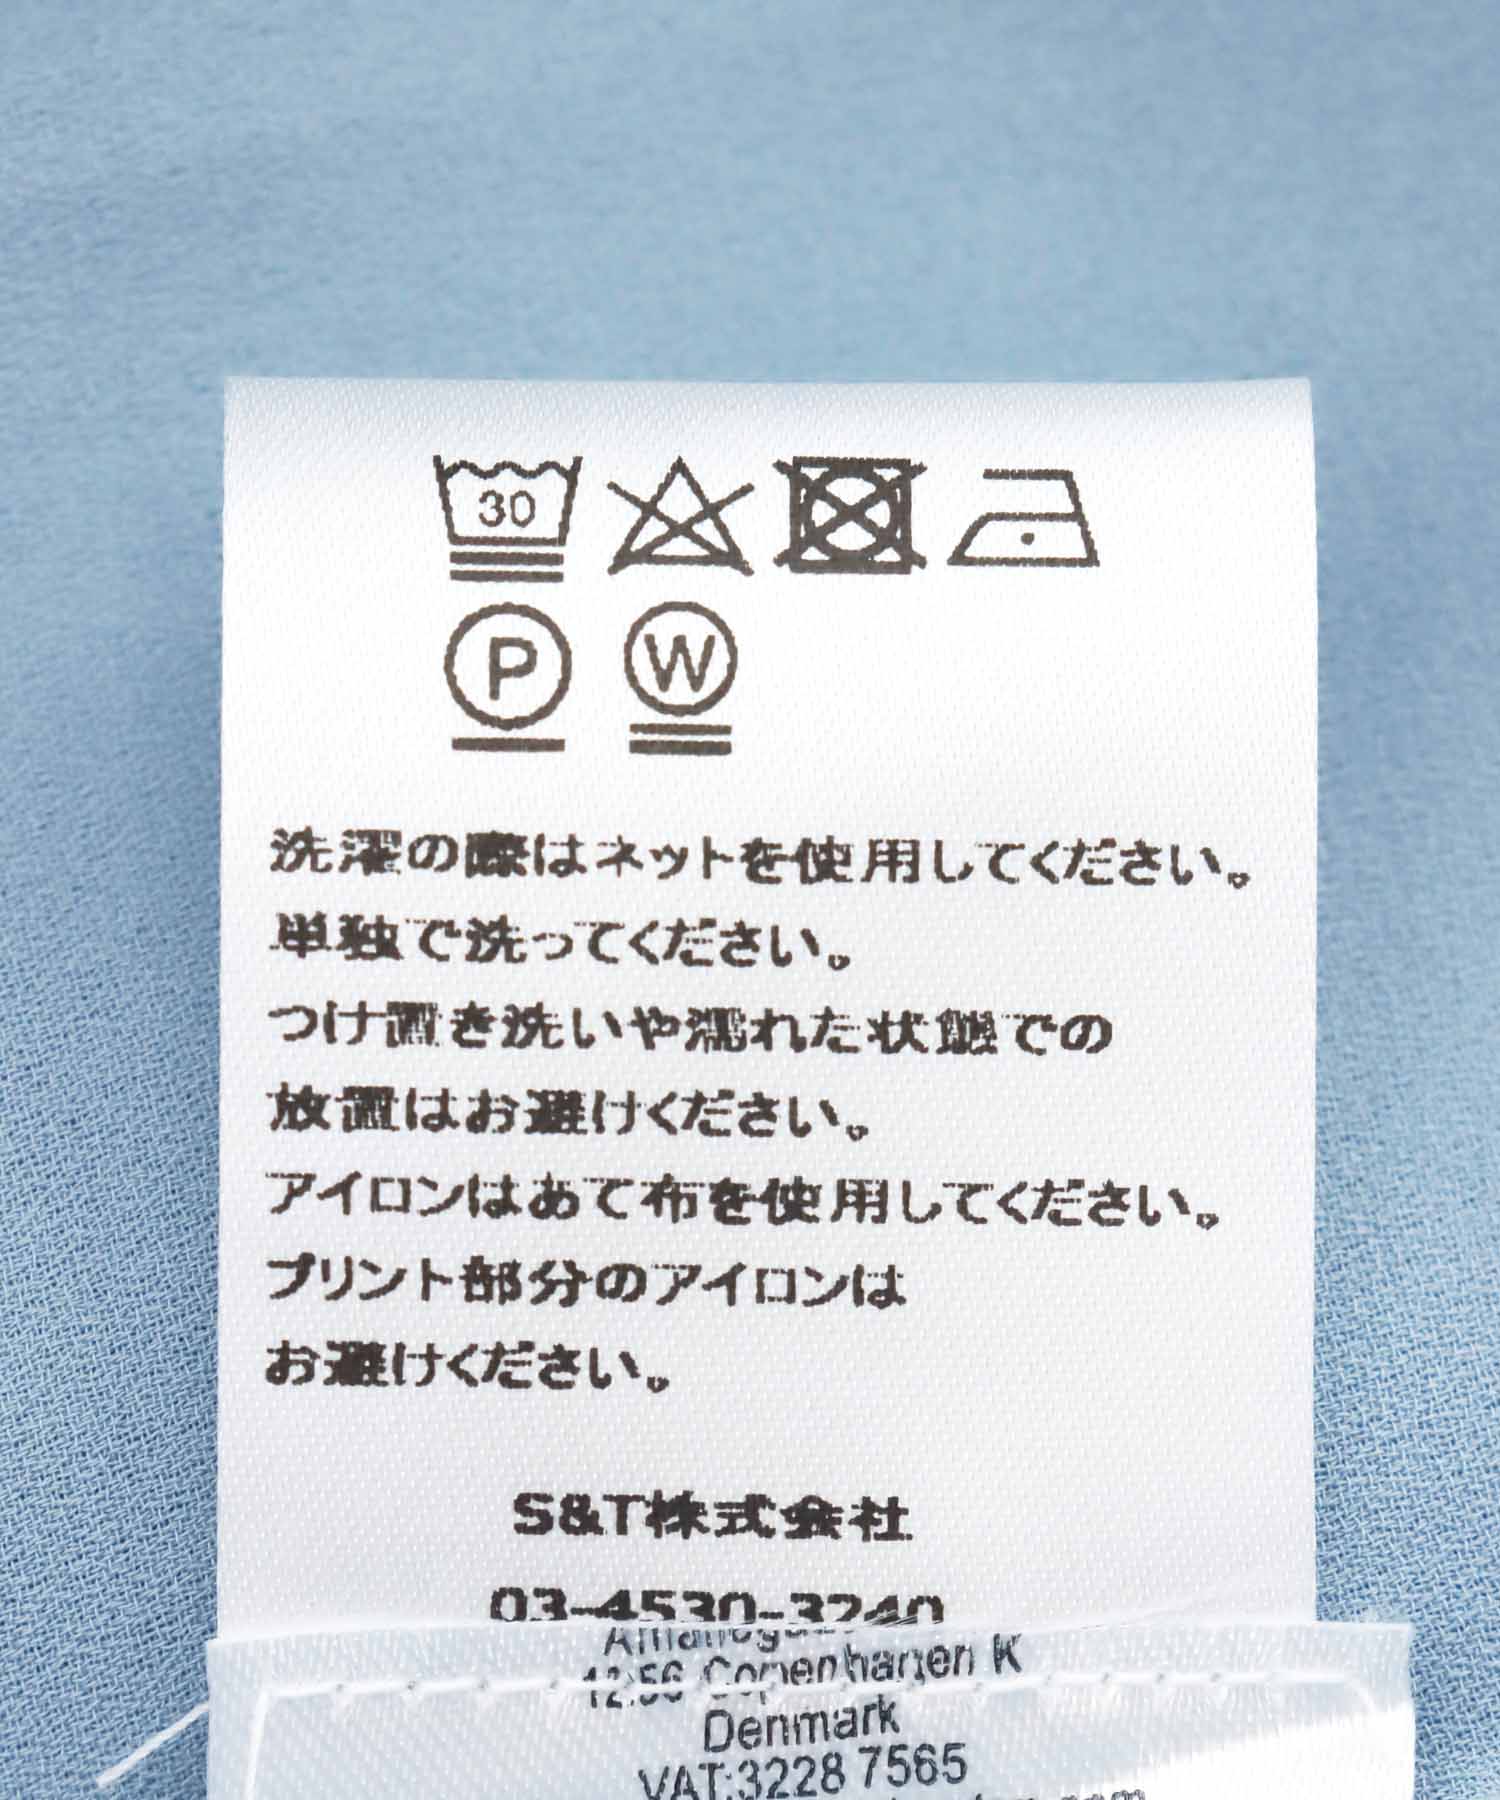 30
P W
洗濯の際はネットを使用してください。
単独で洗ってください。
つけ置き洗いや濡れた状態での
放置はお避けください。
アイロンはあて布を使用してください。
プリント部分のアイロンは
お避けください。
S&T株式会社
03-4530-3240
Copenhagen K
Denmark
VAT:3228 7565